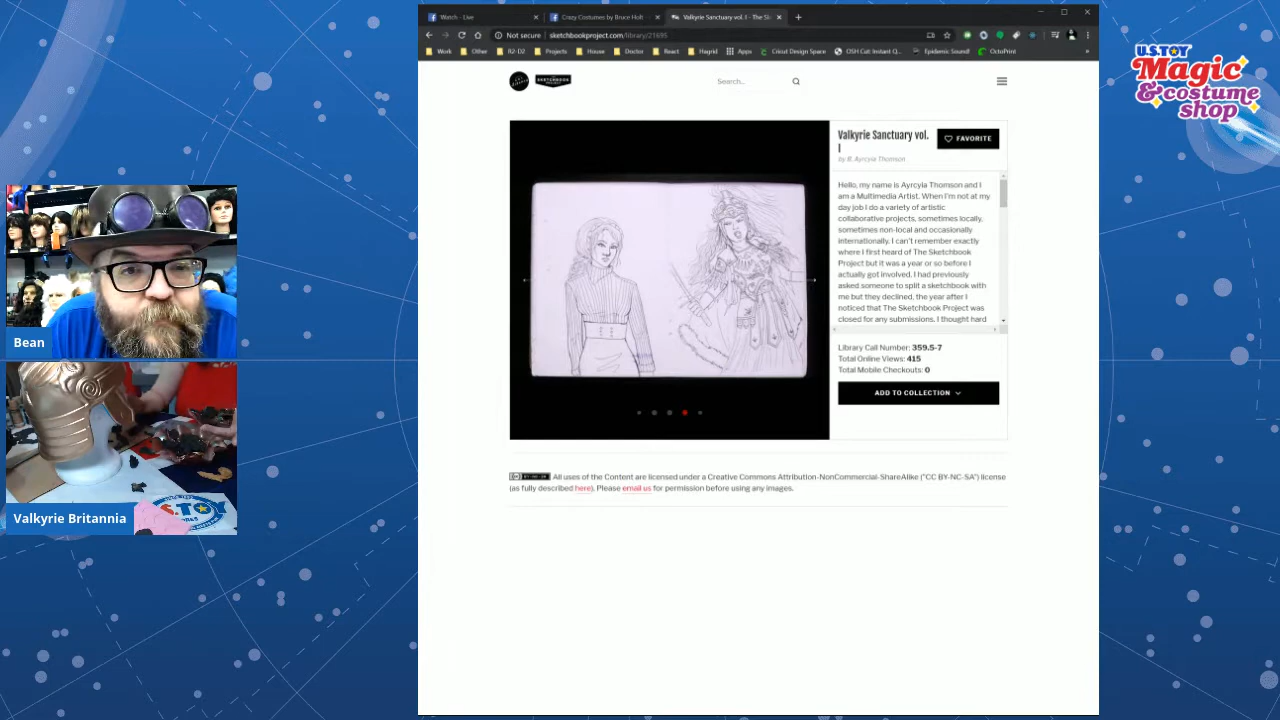 Watch - Live
Crazy Costumes by Bruce Holt
Valkyrie Sanctuary vol. I - The Sk
Not secure
sketchbookproject.com/library/21695
Work
Other
R2-D2
Projects
House
Doctor
React
Hagrid
Apps
Cricut Design Space
OSH Cut: Instant Q...
Epidemic Sound!
OctoPrint
U.S. TOY
Magic
& costume
shop
SKETCHBOOK
Search...
Valkyrie Sanctuary vol.
I
by B. Ayrcyia Thomson
FAVORITE
Hello, my name is Ayrcyia Thomson and I
am a Multimedia Artist. When I'm not at my
day job I do a variety of artistic
collaborative projects, sometimes locally,
sometimes non-local and occasionally
internationally. I can't remember exactly
where I first heard of The Sketchbook
Project but it was a year or so before I
actually got involved. I had previously
asked someone to split a sketchbook with
me but they declined, the year after I
noticed that The Sketchbook Project was
closed for any submissions. I thought hard
Library Call Number: 359.5-7
Total Online Views: 415
Total Mobile Checkouts: 0
ADD TO COLLECTION
All uses of the Content are licensed under a Creative Commons Attribution-NonCommercial-ShareAlike ("CC BY-NC-SA") license
(as fully described here). Please email us for permission before using any images.
Bean
Valkyrie Britannia